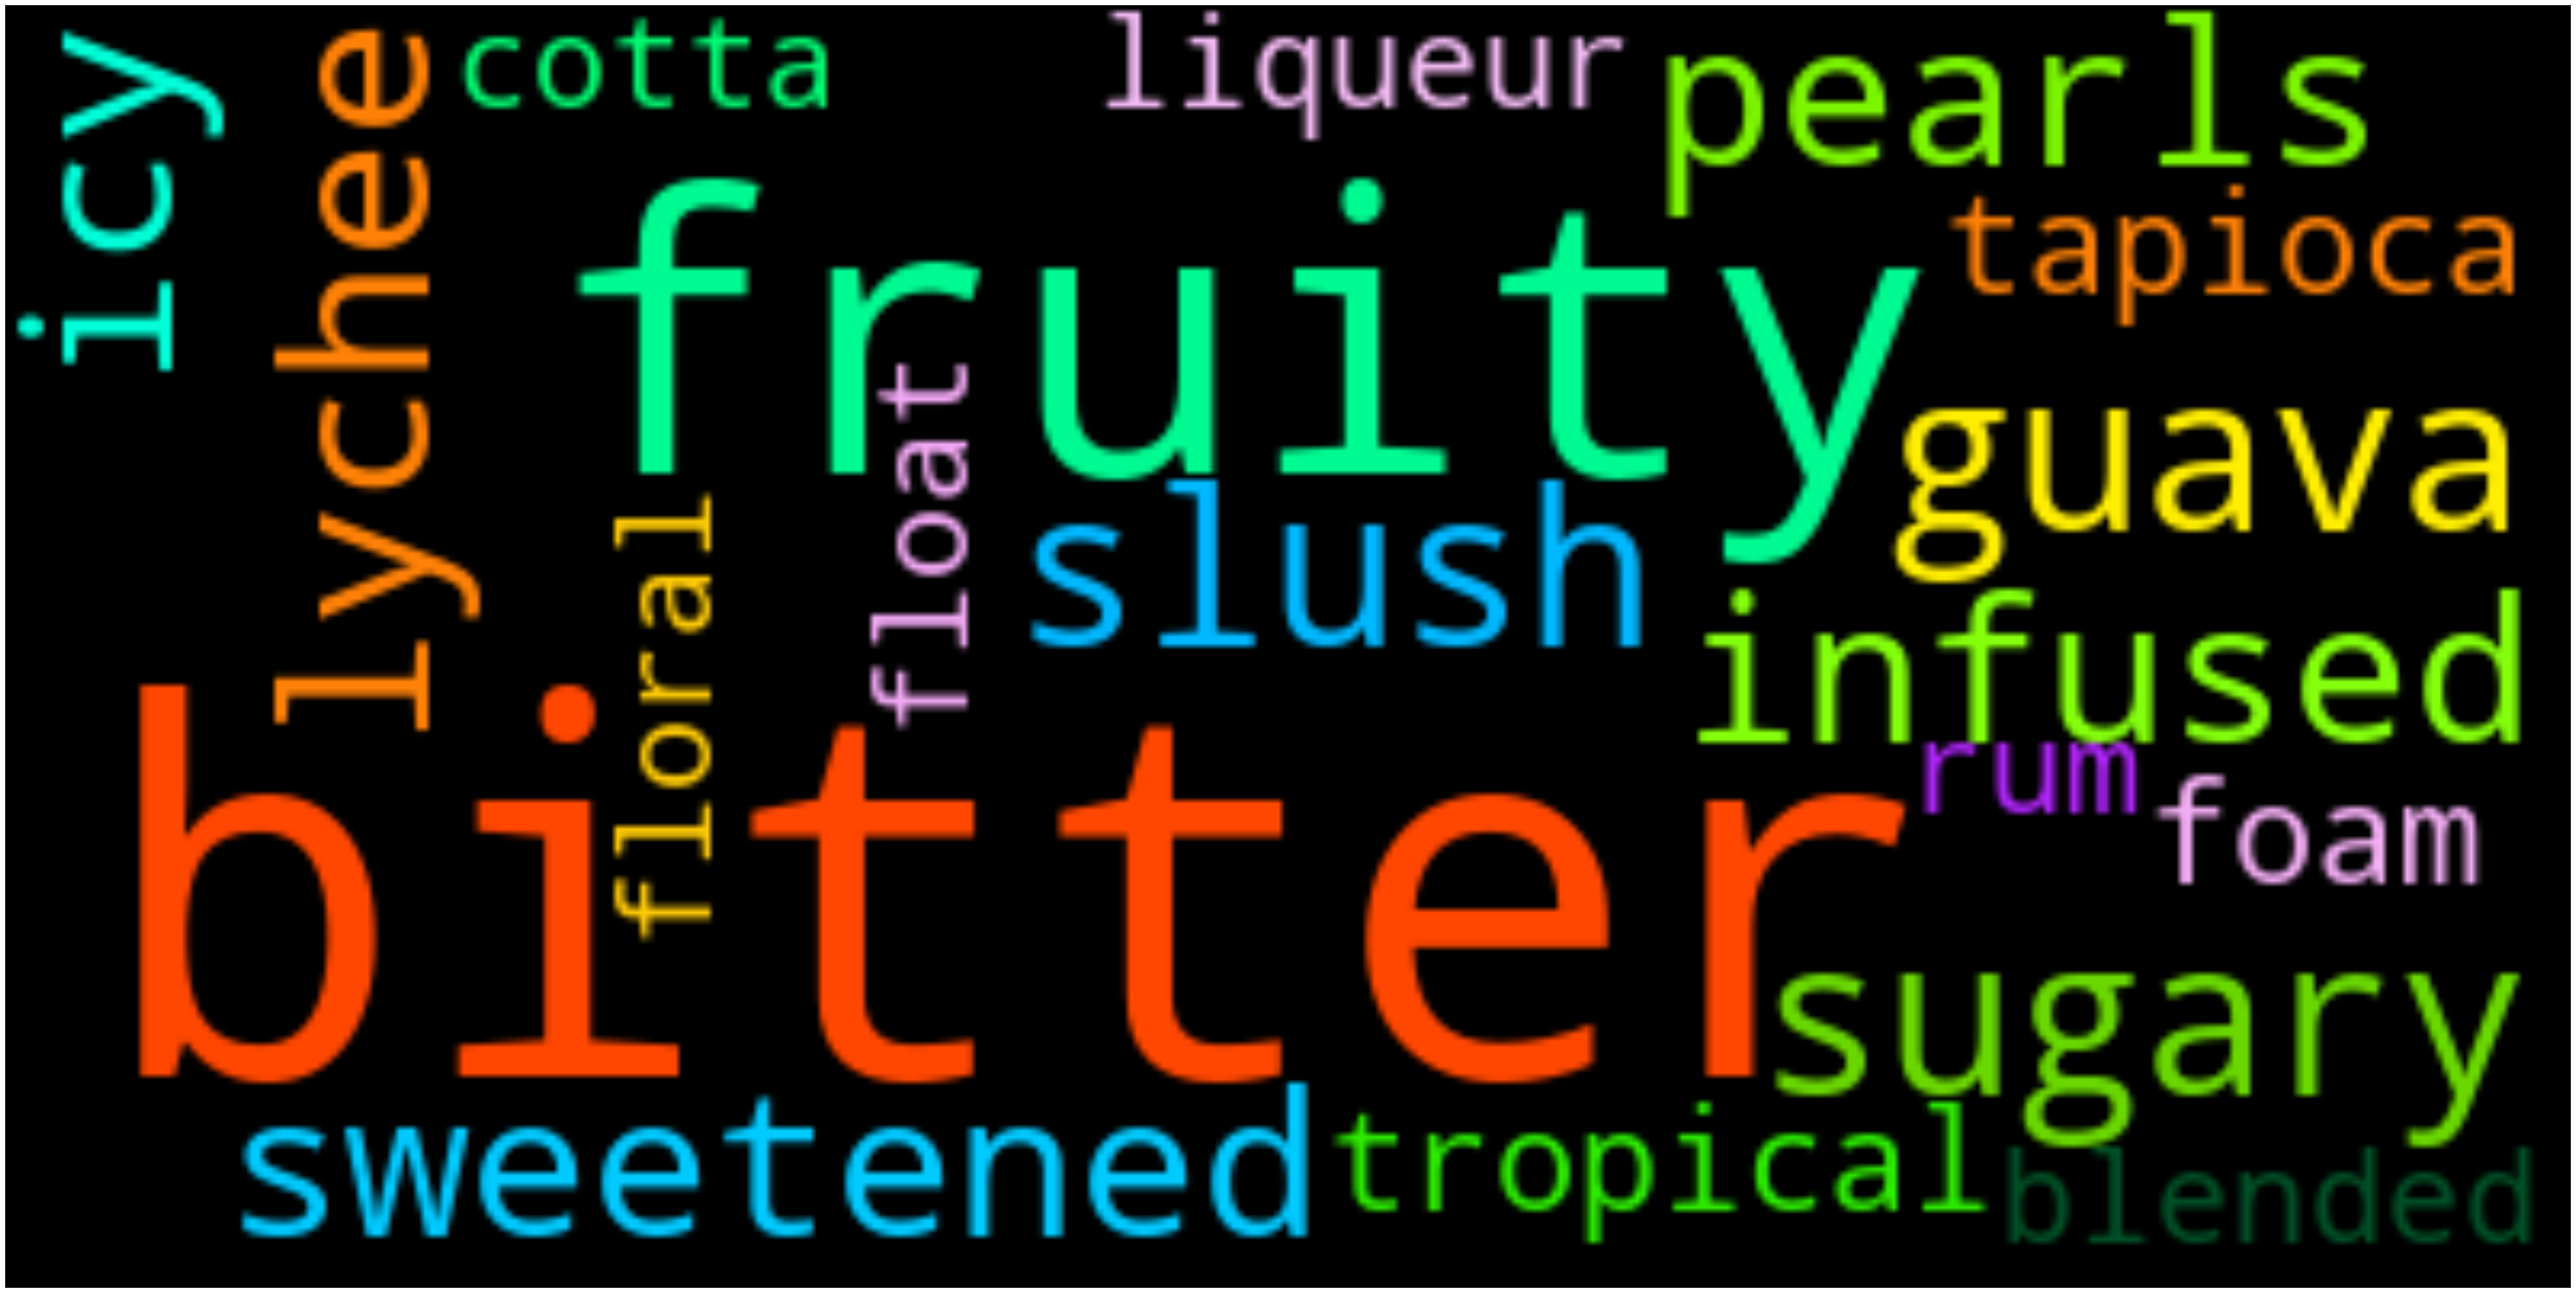 icy
lychee
cotta
liqueur
pearls
tapioca
fruity
guava
float
floral
slush
infused
rum
foam
bitter
sugary
sweetened
tropical
blended